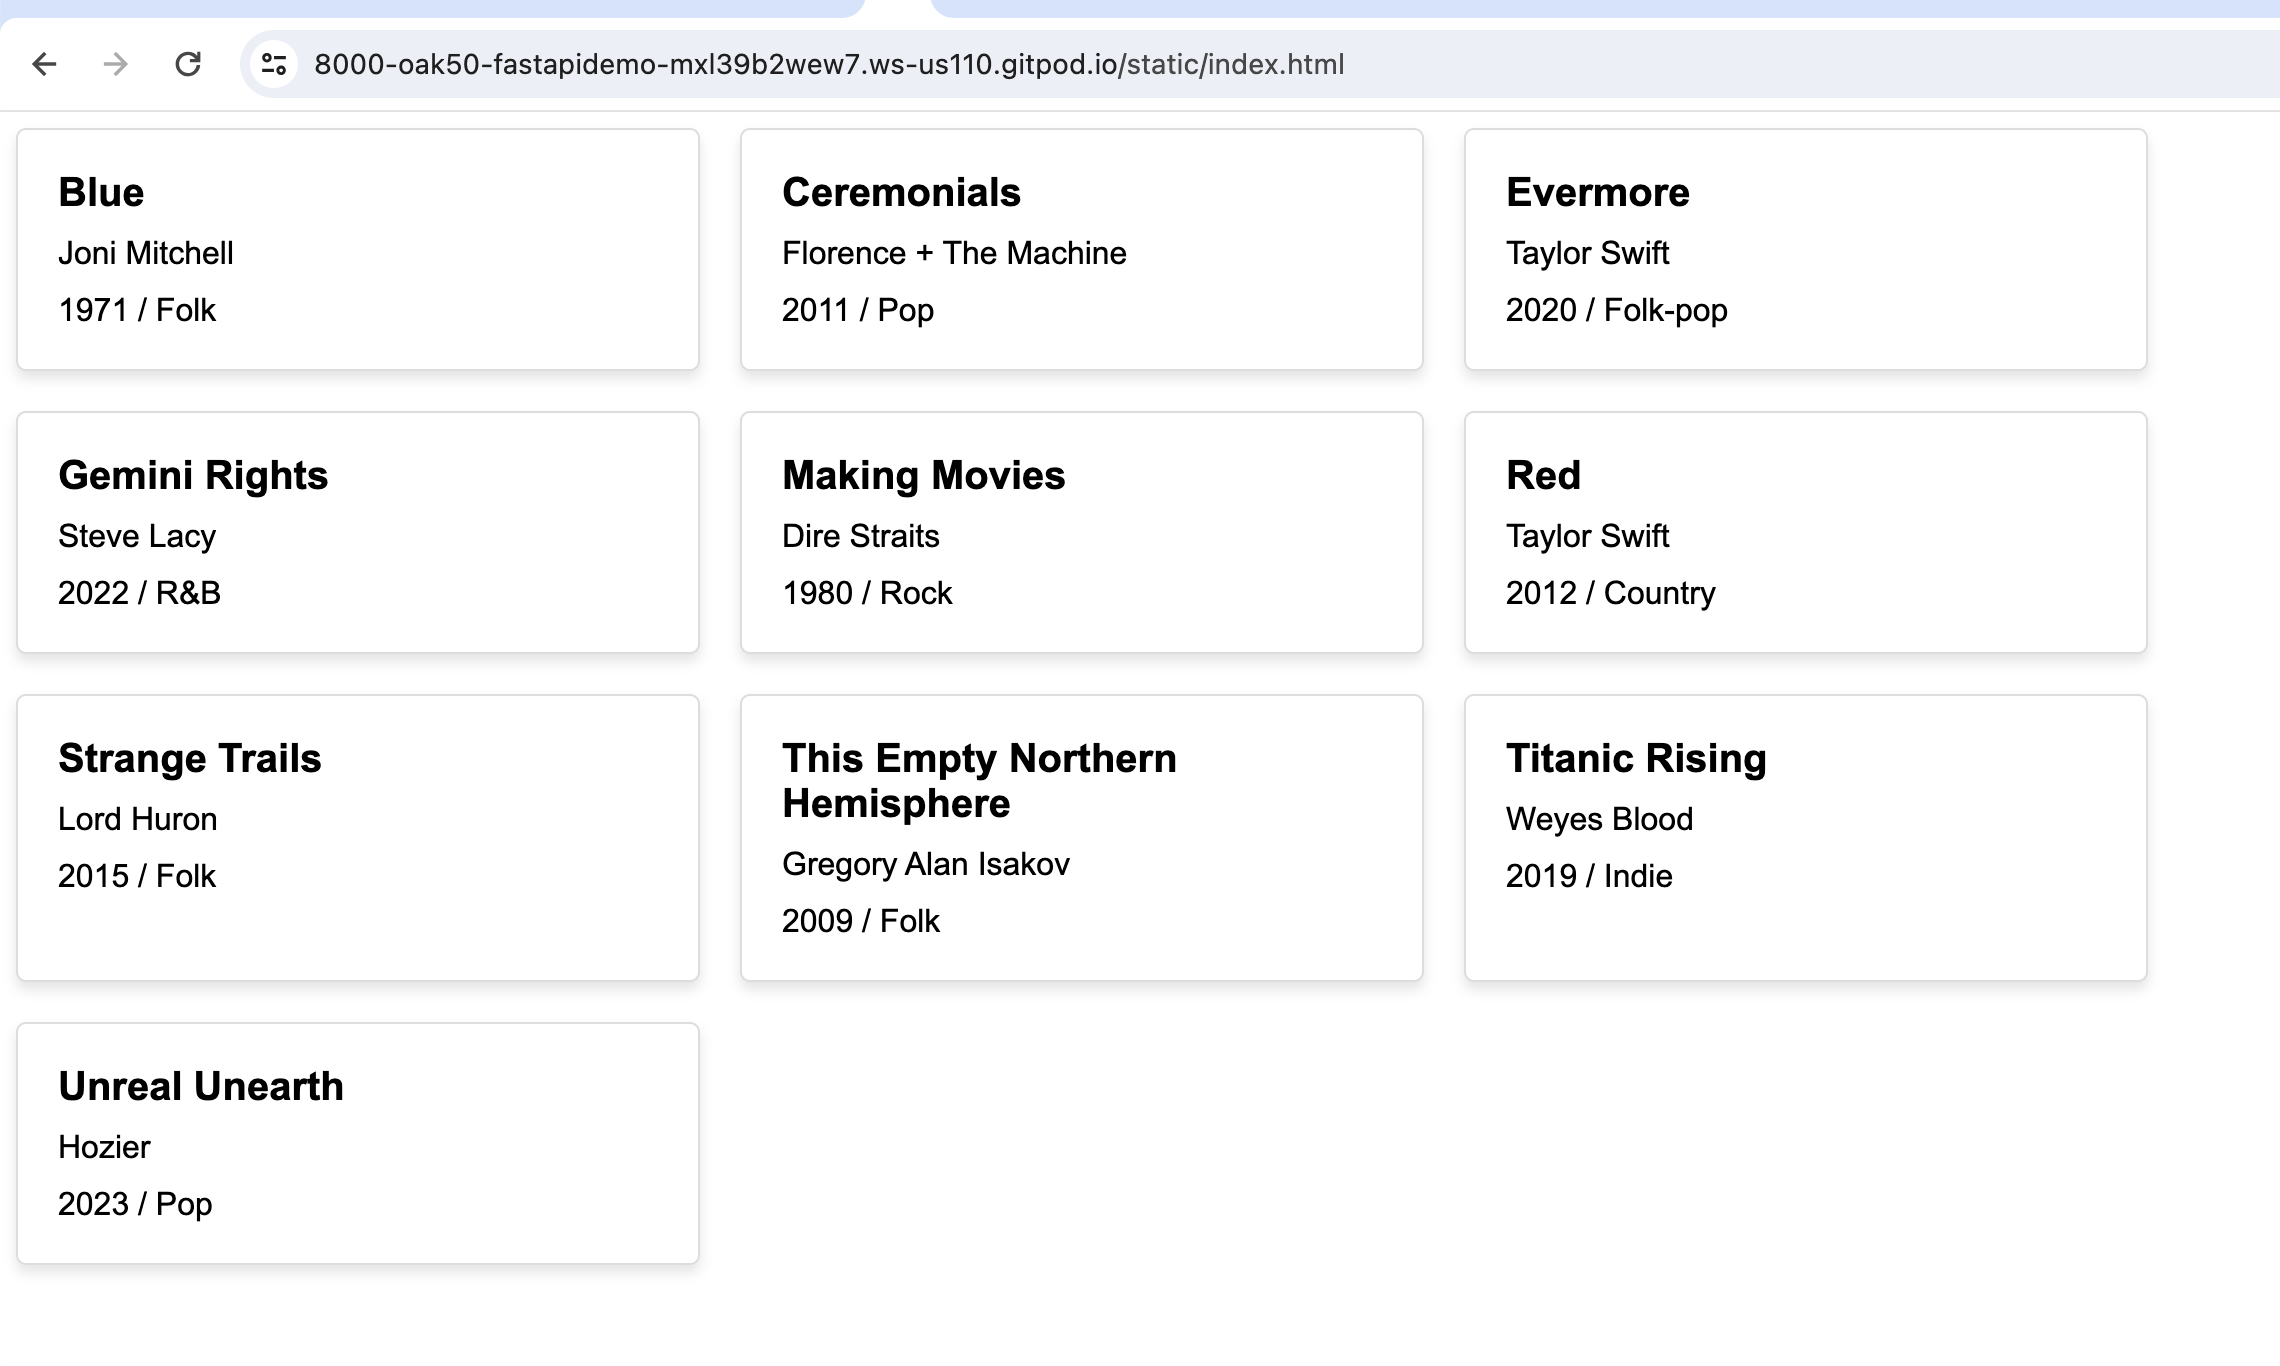 8000-oak50-fastapidemo-mxl39b2wew7.ws-us110.gitpod.io/static/index.html
Blue
Joni Mitchell
1971 / Folk
Ceremonials
Florence + The Machine
2011 / Pop
Evermore
Taylor Swift
2020 / Folk-pop
Gemini Rights
Steve Lacy
2022 / R&B
Making Movies
Dire Straits
1980 / Rock
Red
Taylor Swift
2012 / Country
Strange Trails
Lord Huron
2015 / Folk
This Empty Northern
Hemisphere
Gregory Alan Isakov
2009 / Folk
Titanic Rising
Weyes Blood
2019 / Indie
Unreal Unearth
Hozier
2023 / Pop